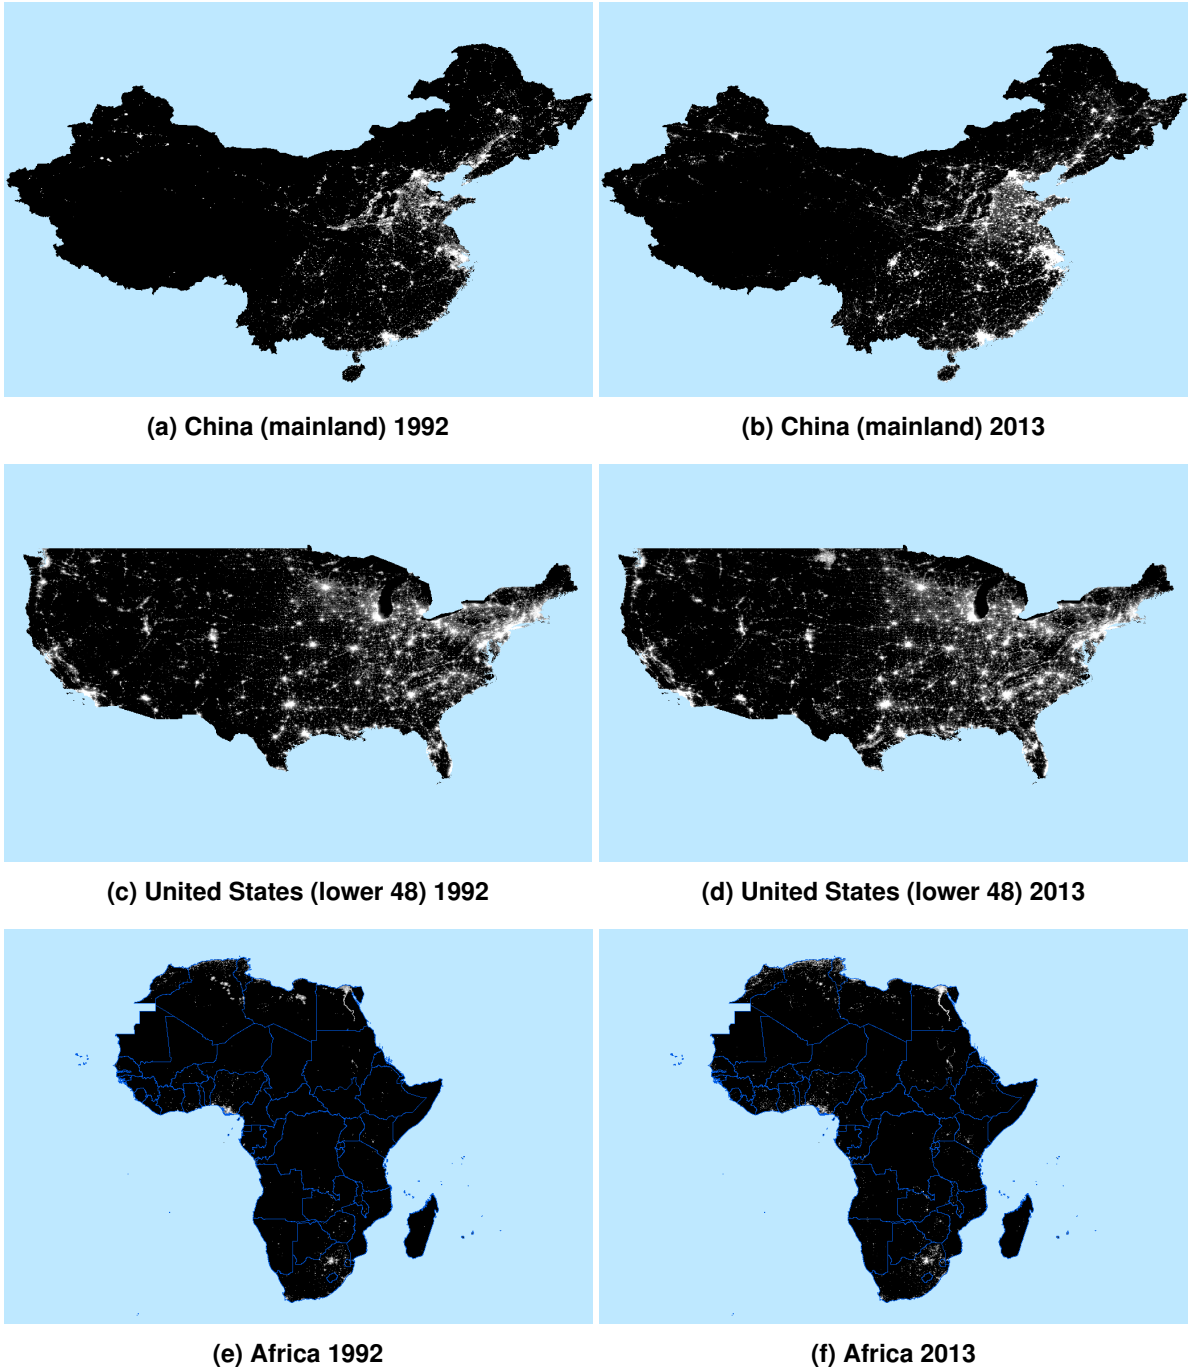 (a) China (mainland) 1992
(b) China (mainland) 2013
(c) United States (lower 48) 1992
(d) United States (lower 48) 2013
(e) Africa 1992
(f) Africa 2013